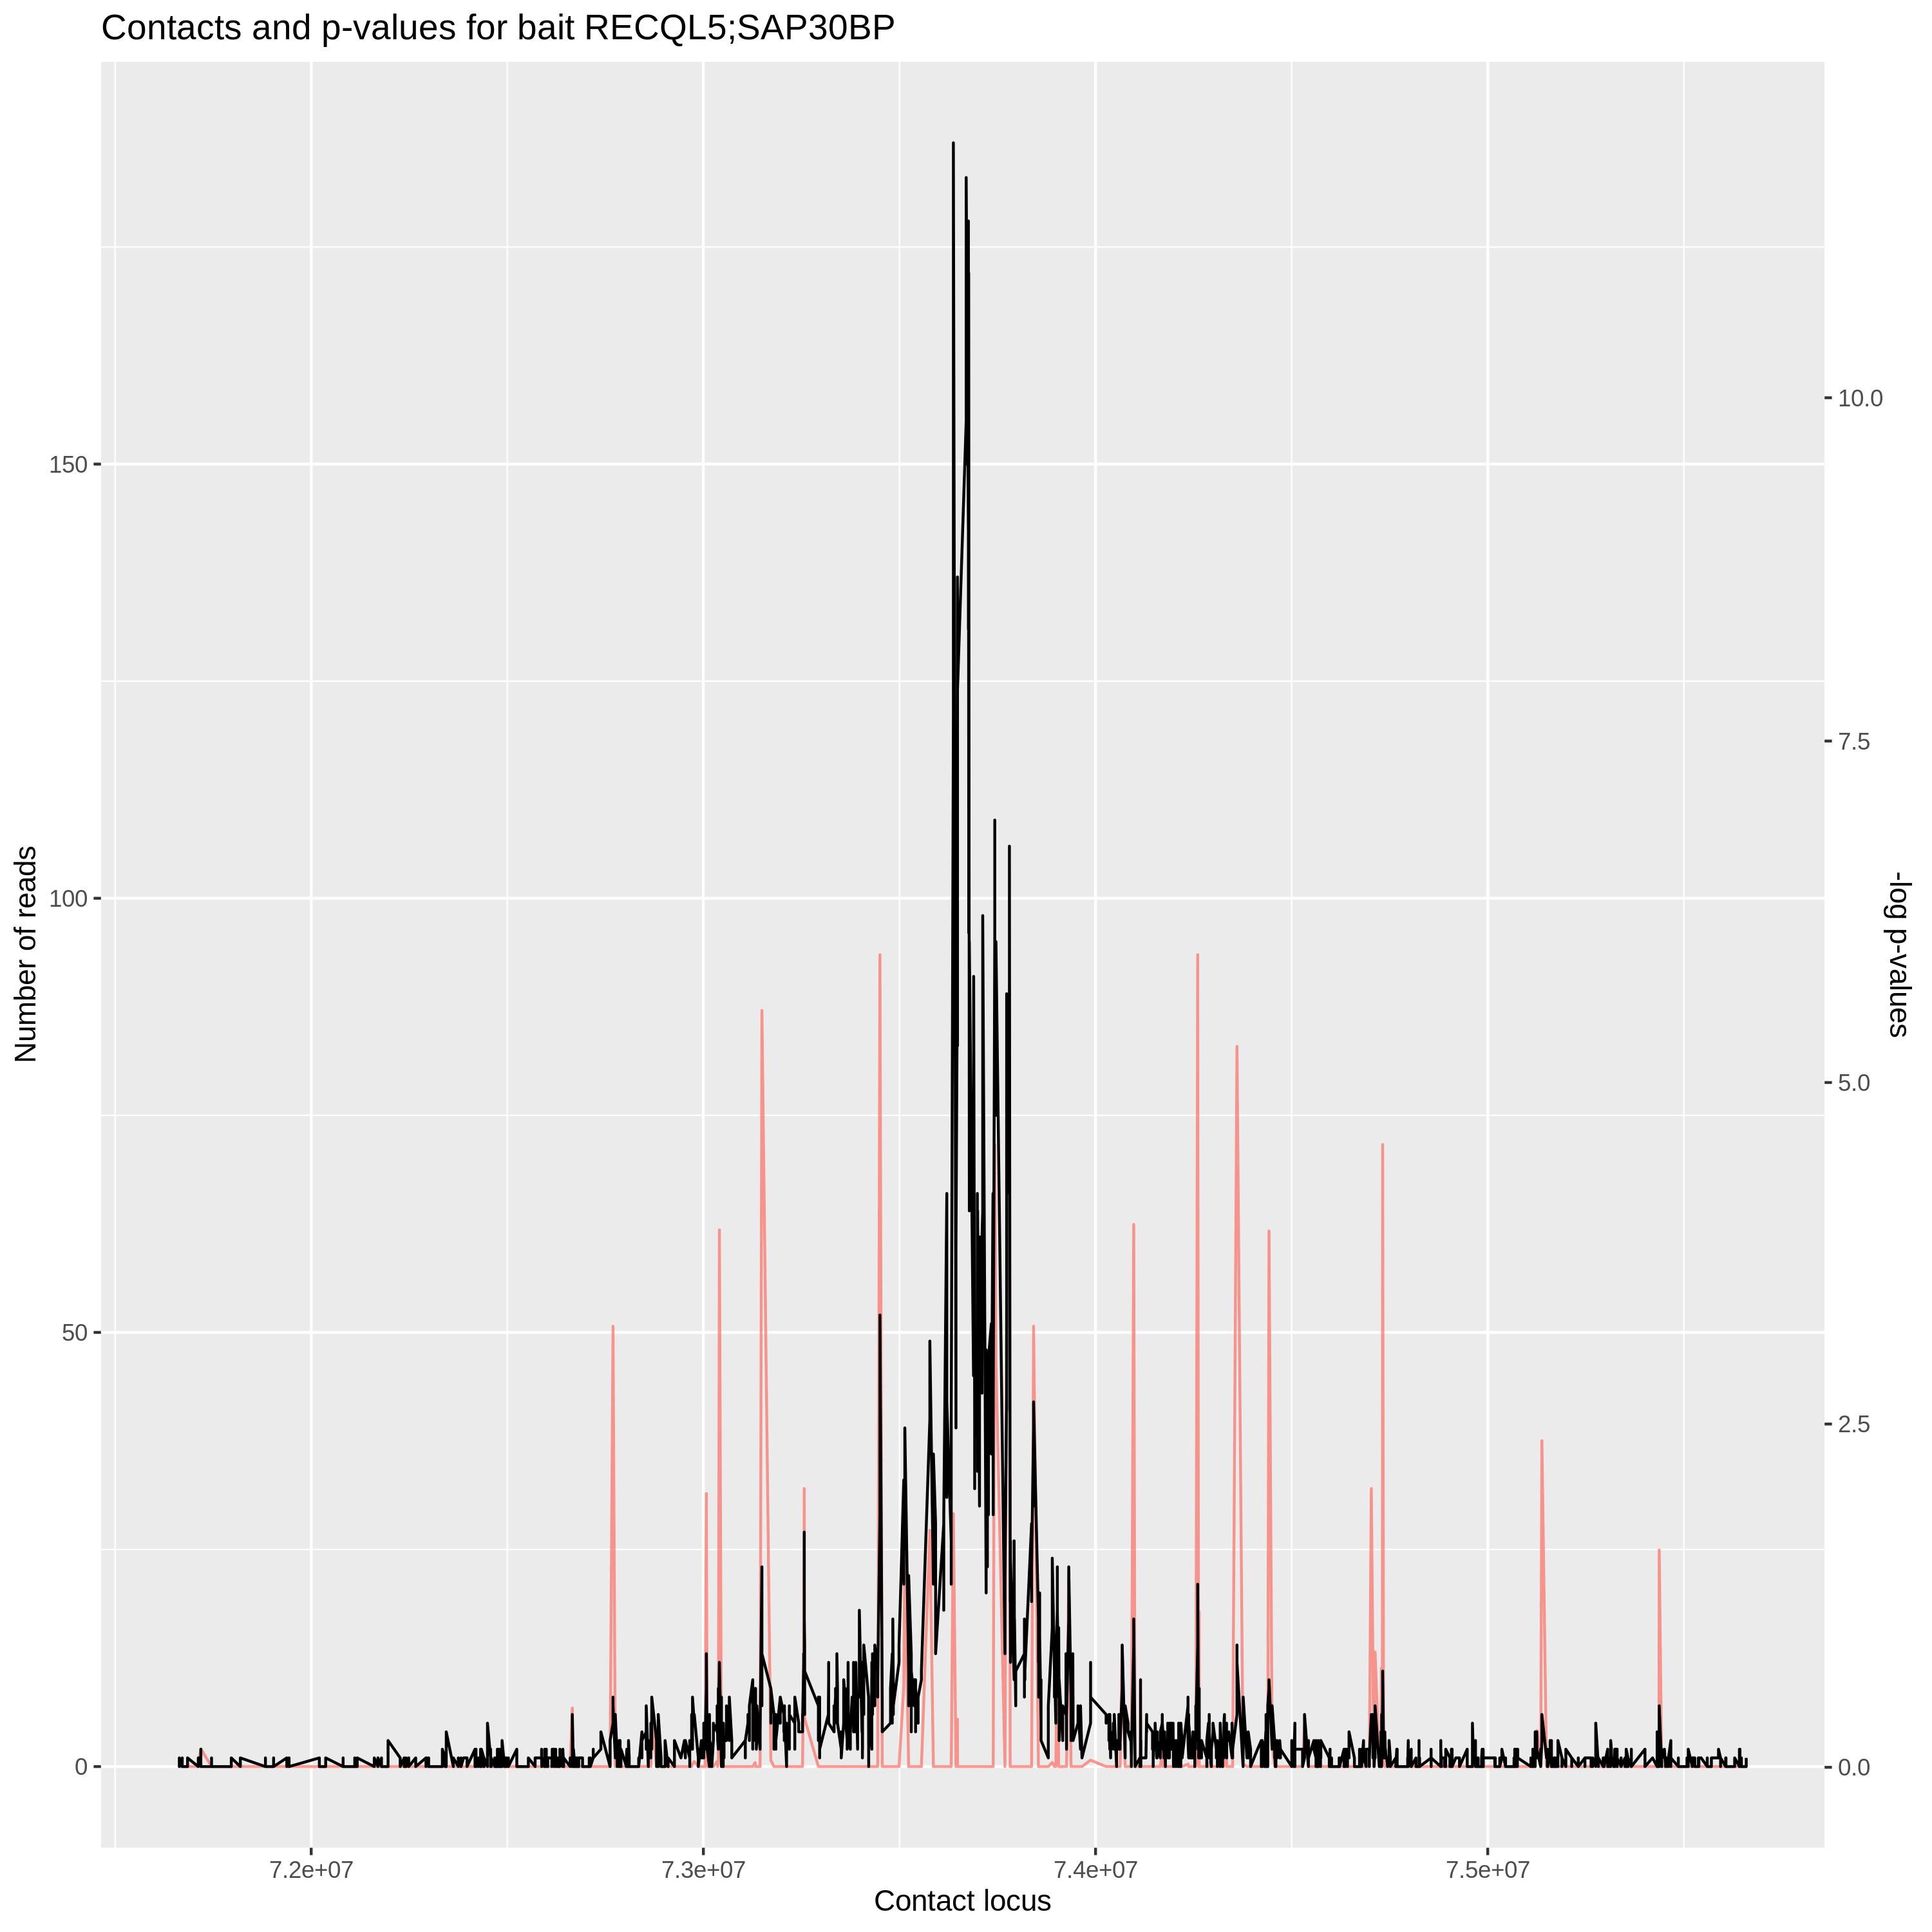 Contacts and p-values for bait RECQL5;SAP30BP
Number of reads
150
100
50
0
10.0
7.5
5.0
2.5
0.0
-log p-values
7.2e+07 7.3e+07 7.4e+07 7.5e+07
Contact locus